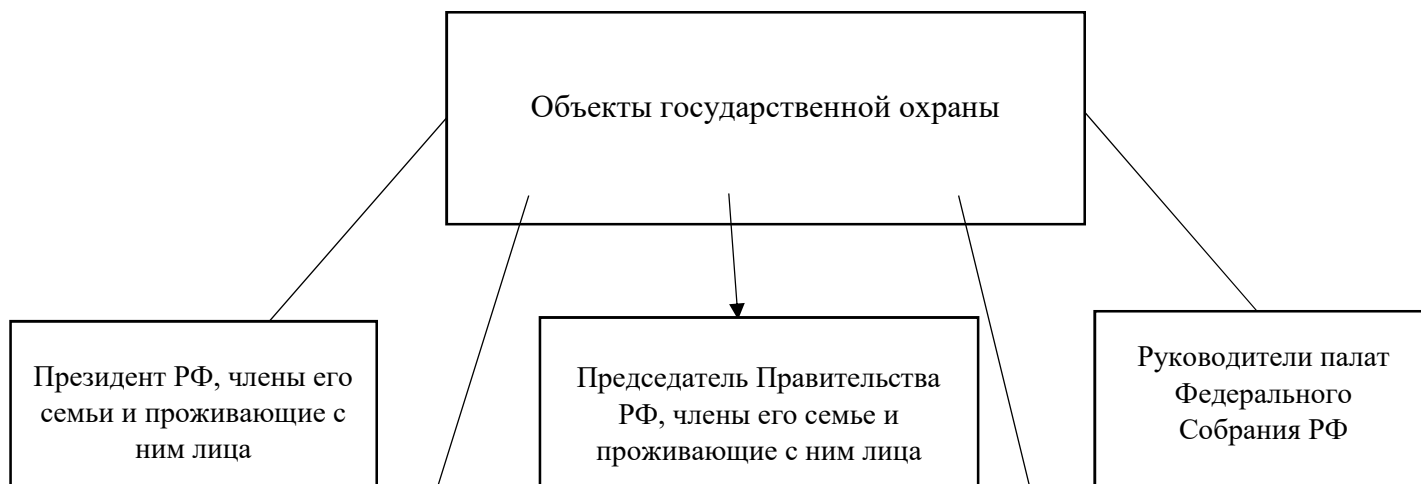 Объекты государственной охраны
Президент РФ, члены его
семьи и проживающие с
ним лица
Председатель Правительства
РФ, члены его семье и
проживающие с ним лица
Руководители палат
Федерального
Собрания РФ